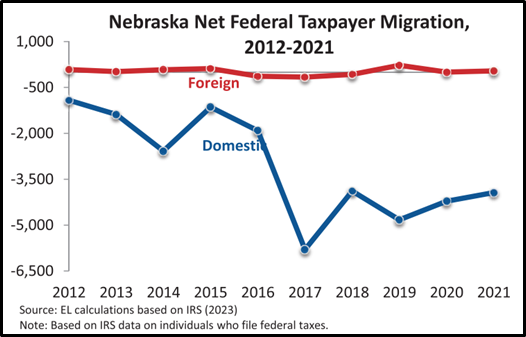 Nebraska Net Federal Taxpayer Migration,
2012-2021
1,000
-500
-2,000
-3,500
-5,000
-6,500
Foreign
Domestic
2012 2013 2014 2015 2016 2017 2018 2019 2020 2021
Source: EL calculations based on IRS (2023)
Note: Based on IRS data on individuals who file federal taxes.